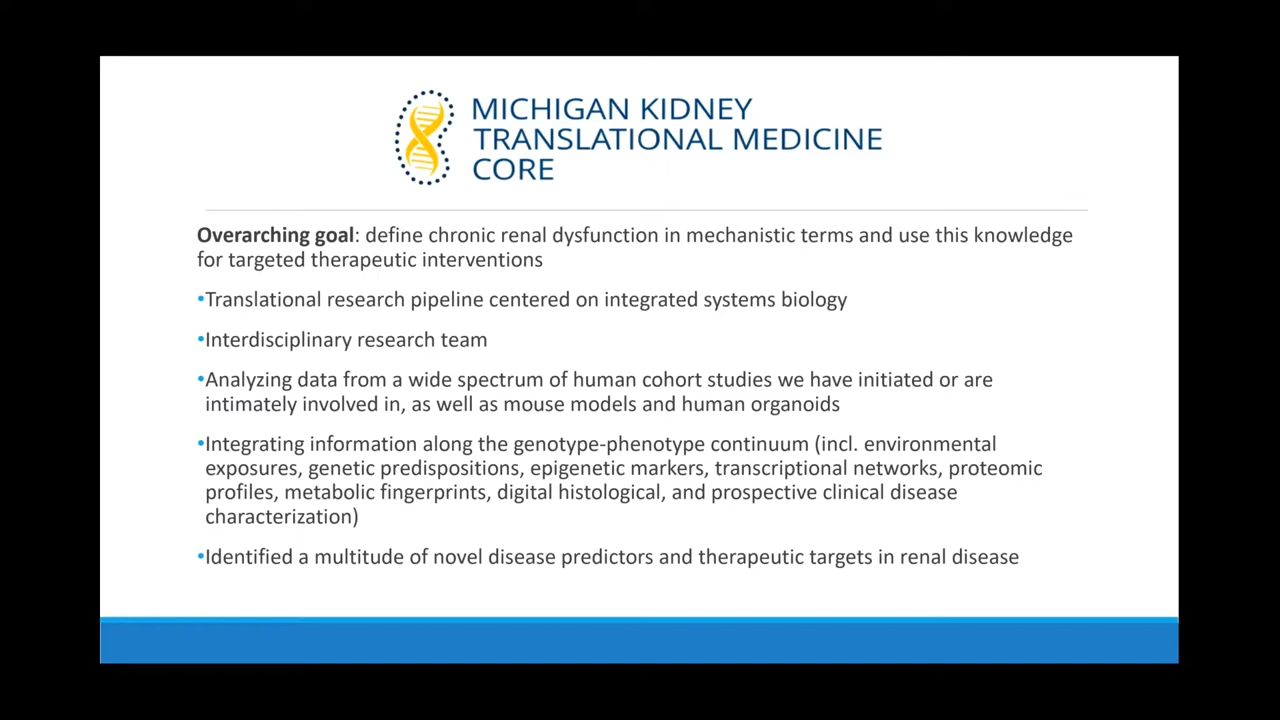 MICHIGAN KIDNEY
TRANSLATIONAL MEDICINE
CORE
Overarching goal: define chronic renal dysfunction in mechanistic terms and use this knowledge
for targeted therapeutic interventions
•Translational research pipeline centered on integrated systems biology
•Interdisciplinary research team
•Analyzing data from a wide spectrum of human cohort studies we have initiated or are
intimately involved in, as well as mouse models and human organoids
•Integrating information along the genotype-phenotype continuum (incl. environmental
exposures, genetic predispositions, epigenetic markers, transcriptional networks, proteomic
profiles, metabolic fingerprints, digital histological, and prospective clinical disease
characterization)
•Identified a multitude of novel disease predictors and therapeutic targets in renal disease